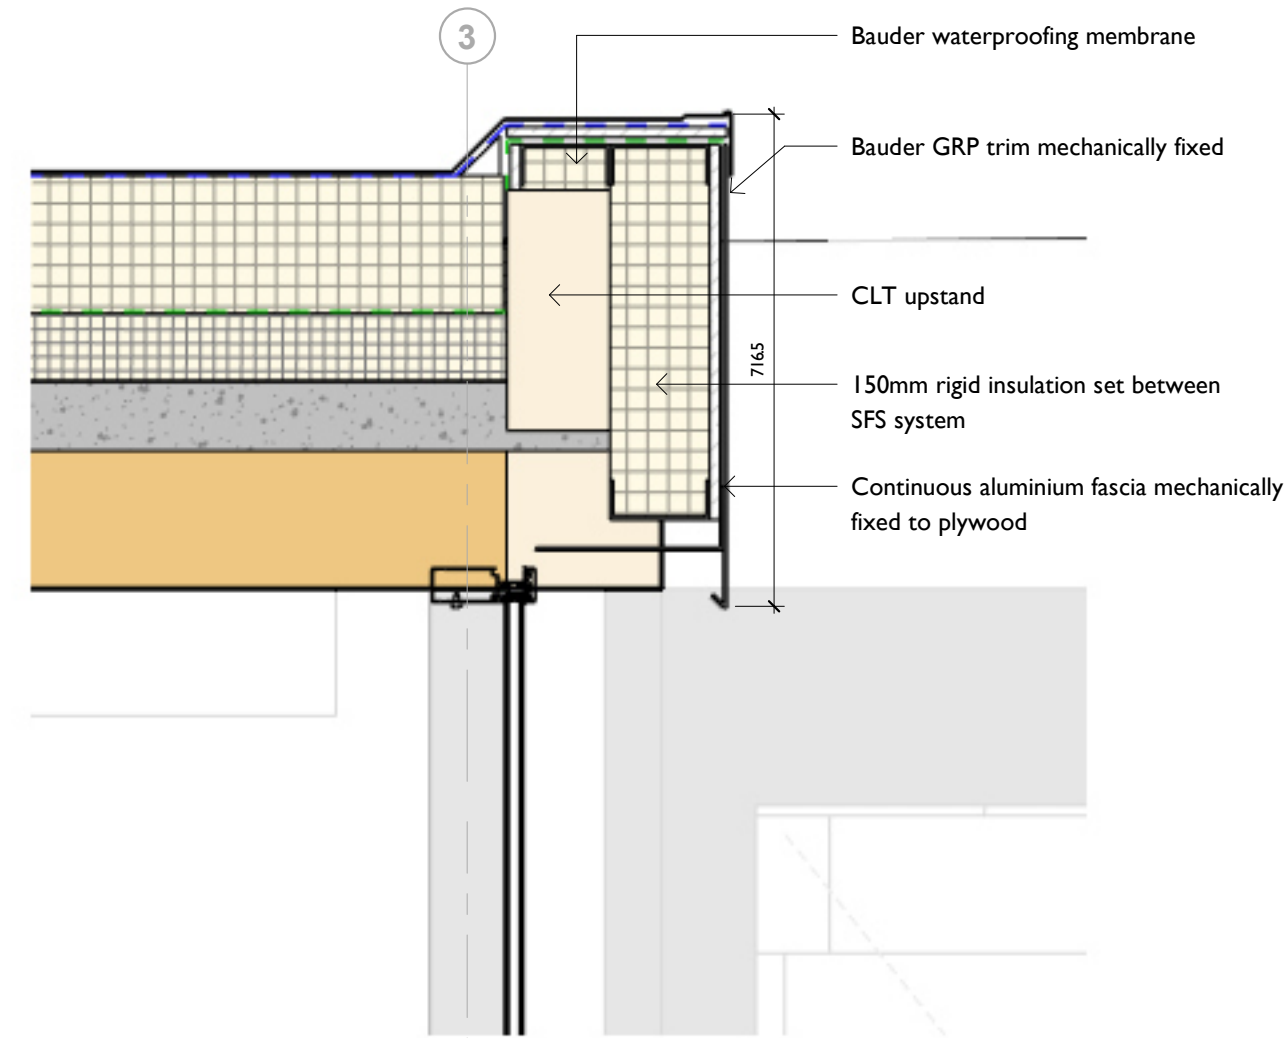 3
Bauder waterproofing membrane
Bauder GRP trim mechanically fixed
CLT upstand
716.5
150mm rigid insulation set between
SFS system
Continuous aluminium fascia mechanically
fixed to plywood